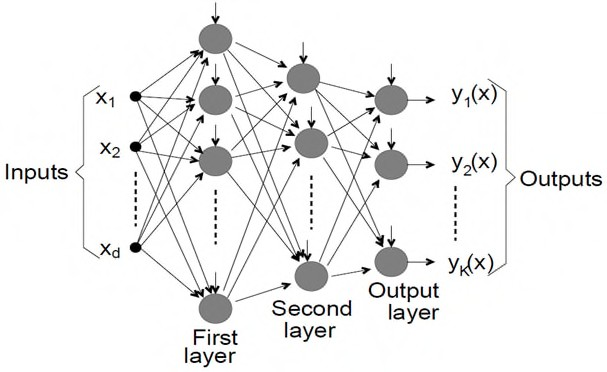 x1
x2
xd
Inputs
First
layer
Second
layer
Output
layer
y1(x)
y2(x)
yK(x)
Outputs